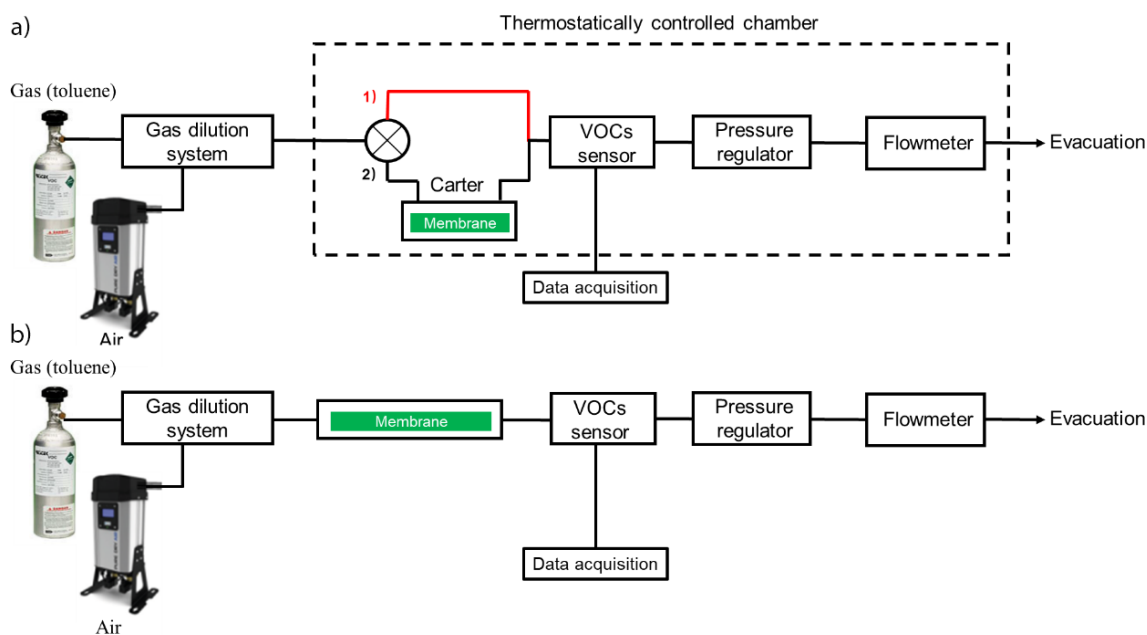 a)
Thermostatically controlled chamber
Gas (toluene)
Gas dilution
system
1)
2)
Carter
Membrane
VOCs
sensor
Pressure
regulator
Flowmeter
Evacuation
Data acquisition
Air
b)
Gas (toluene)
Gas dilution
system
Membrane
VOCs
sensor
Pressure
regulator
Flowmeter
Evacuation
Data acquisition
Air